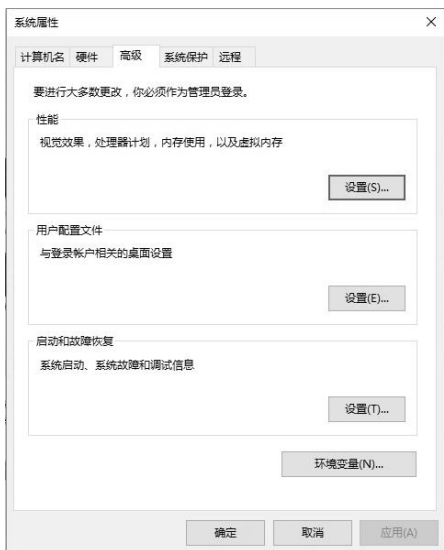 系统属性
计算机名 硬件 高级 系统保护 远程
要进行大多数更改，你必须作为管理员登录。
性能
视觉效果，处理器计划，内存使用，以及虚拟内存
设置(S)...
用户配置文件
与登录帐户相关的桌面设置
设置(E)...
启动和故障恢复
系统启动、系统故障和调试信息
设置(T)...
环境变量(N)...
确定 取消 应用(A)